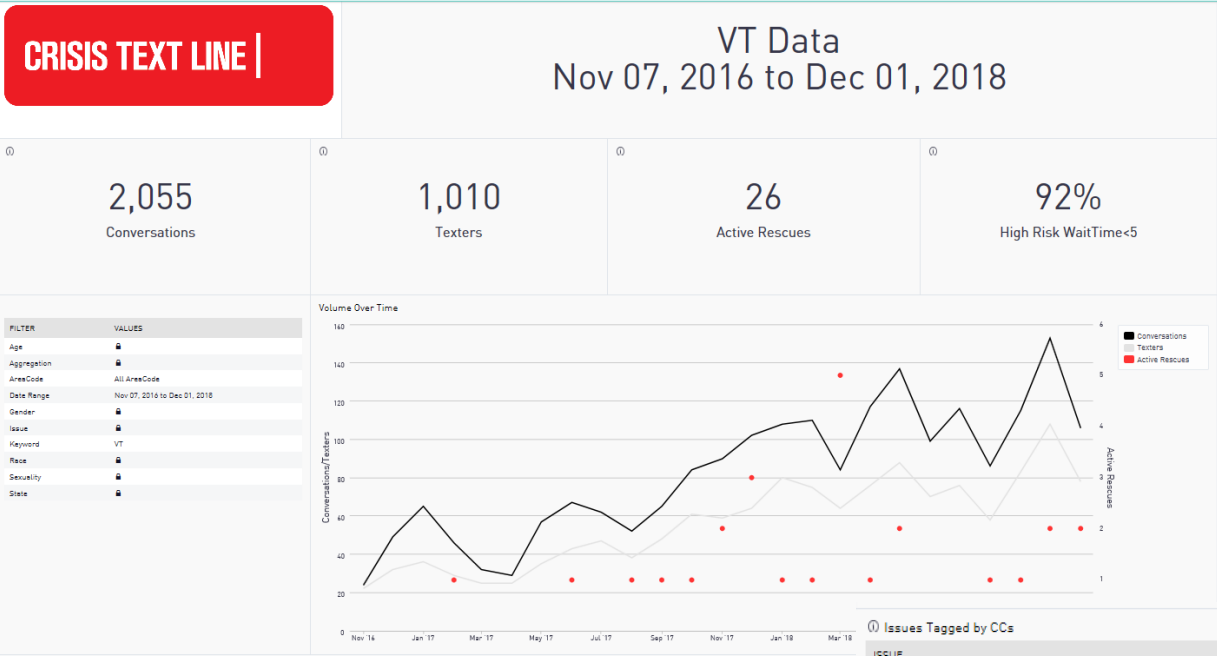 CRISIS TEXT LINE
VT Data
Nov 07, 2016 to Dec 01, 2018
2,055
Conversations
1,010
Texters
26
Active Rescues
92%
High Risk WaitTime<5
FILTER VALUES
Age
Aggregation
AreaCode All AreaCode
Date Range Nov 07, 2016 to Dec 01, 2018
Gender
Issue
Keyword VT
Race
Sexuality
State
Volume Over Time
Conversations/Texters
160
140
120
100
80
60
40
20
0
Nov '16 Jan '17 Mar '17 May '17 Jul '17 Sep '17 Nov '17 Jan '18 Mar '18
6
5
4
3
2
1
Active Rescues
Conversations
Texters
Active Rescues
Issues Tagged by CCs
ISSUE